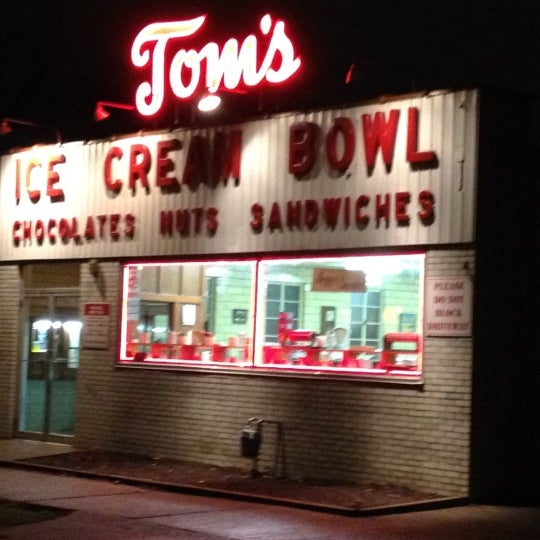 Tom's
ICE CREAM BOWL
CHOCOLATES NUTS SANDWICHES
PLEASE
DO NOT
BLOCK
DRIVEWAY